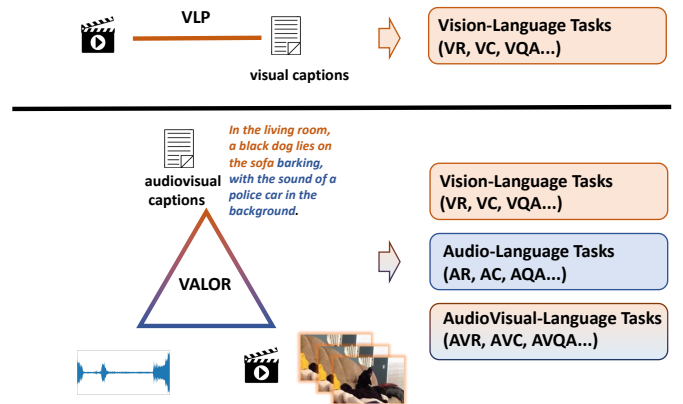 VLP
visual captions
Vision-Language Tasks
(VR, VC, VQA...)
audiovisual
captions
In the living room,
a black dog lies on
the sofa barking,
with the sound of a
police car in the
background.
VALOR
Vision-Language Tasks
(VR, VC, VQA...)
Audio-Language Tasks
(AR, AC, AQA...)
AudioVisual-Language Tasks
(AVR, AVC, AVQA...)